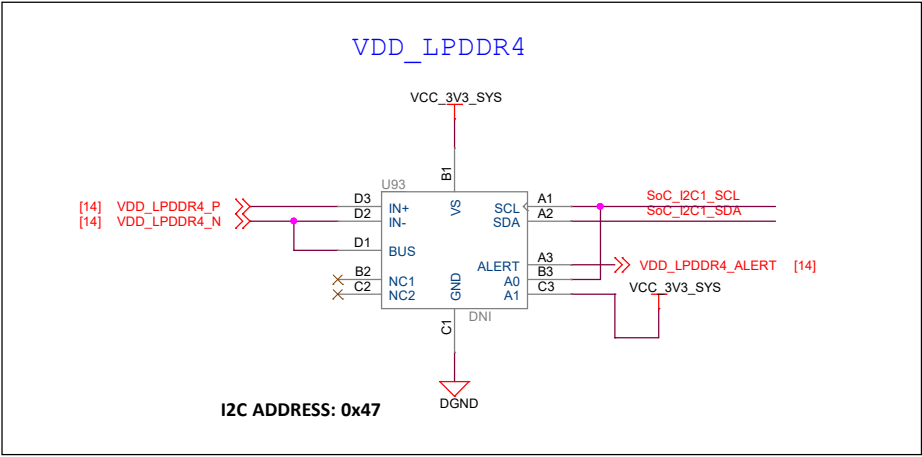 VDD_LPDDR4
VCC_3V3_SYS
B1
U93
[14] VDD_LPDDR4_P D3 IN+ VS SCL A1 SoC_I2C1_SCL
[14] VDD_LPDDR4_N D2 IN- SDA A2 SoC_I2C1_SDA
D1 BUS
ALERT A3 VDD_LPDDR4_ALERT [14]
B2 NC1 GND A0 B3
C2 NC2 A1 C3 VCC_3V3_SYS
C1 DNI
DGND
I2C ADDRESS: 0x47